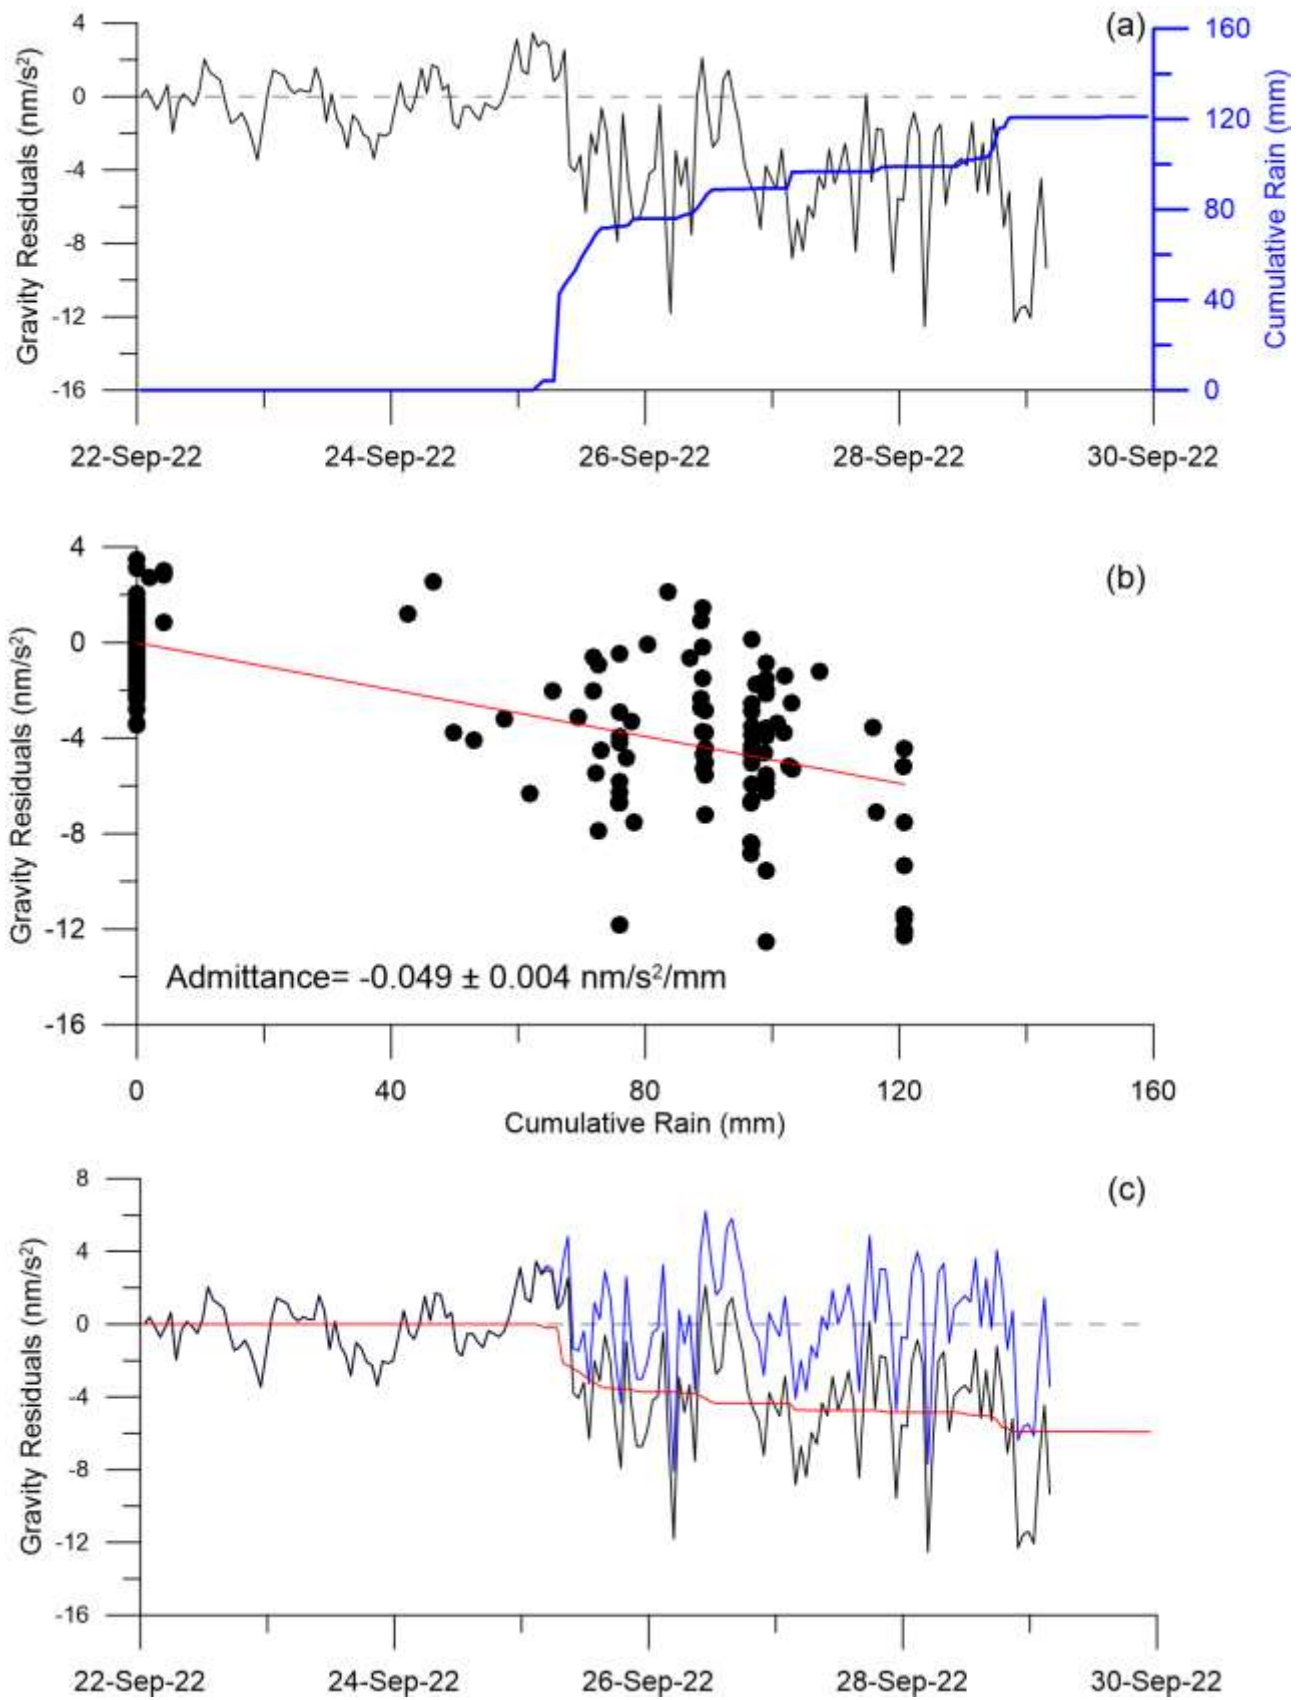 (a)
4
0
-4
-8
-12
-16
Gravity Residuals (nm/s²)
160
120
80
40
0
Cumulative Rain (mm)
22-Sep-22 24-Sep-22 26-Sep-22 28-Sep-22 30-Sep-22
(b)
4
0
-4
-8
-12
-16
Gravity Residuals (nm/s²)
Admittance= -0.049 ± 0.004 nm/s²/mm
0 40 80 120 160
Cumulative Rain (mm)
(c)
8
4
0
-4
-8
-12
-16
Gravity Residuals (nm/s²)
22-Sep-22 24-Sep-22 26-Sep-22 28-Sep-22 30-Sep-22